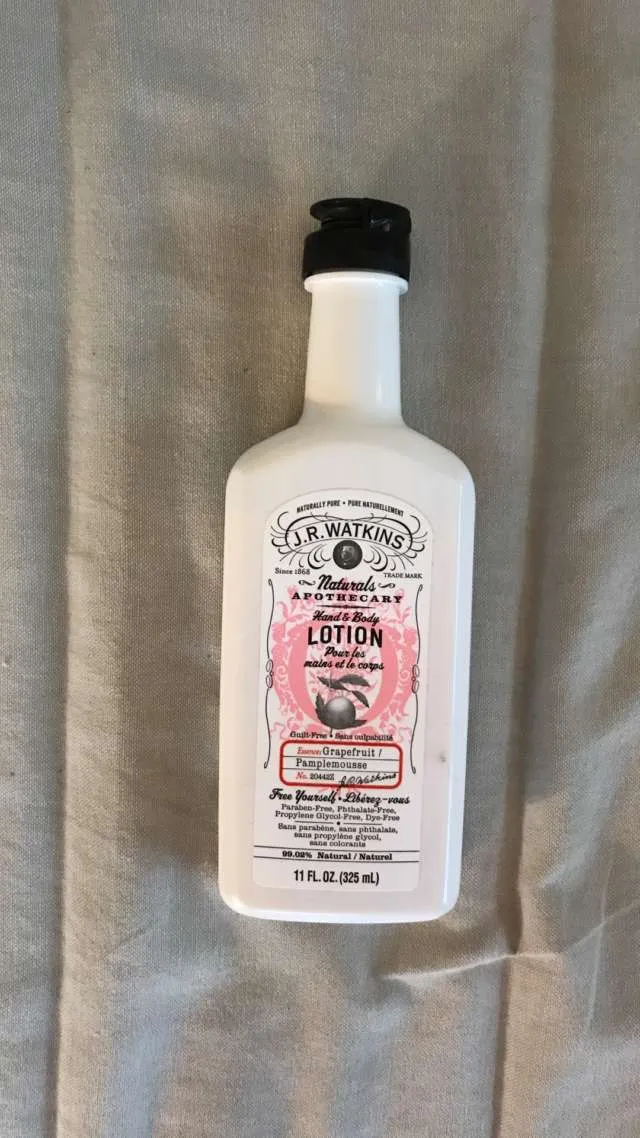 NATURALLY PURE • PURE NATURELLEMENT
J.R. WATKINS
Since 1868 TRADE MARK
Naturals
APOTHECARY
Hand & Body
LOTION
Pour les
mains et le corps
Guilt-Free • Sans culpabilité
Essence: Grapefruit /
Pamplemousse
No. 20442Z J.R. Watkins
Free Yourself • Libérez-vous
Paraben-Free, Phthalate-Free,
Propylene Glycol-Free, Dye-Free
Sans parabène, sans phthalate,
sans propylène glycol,
sans colorants
99.02% Natural / Naturel
11 FL. OZ. (325 mL)